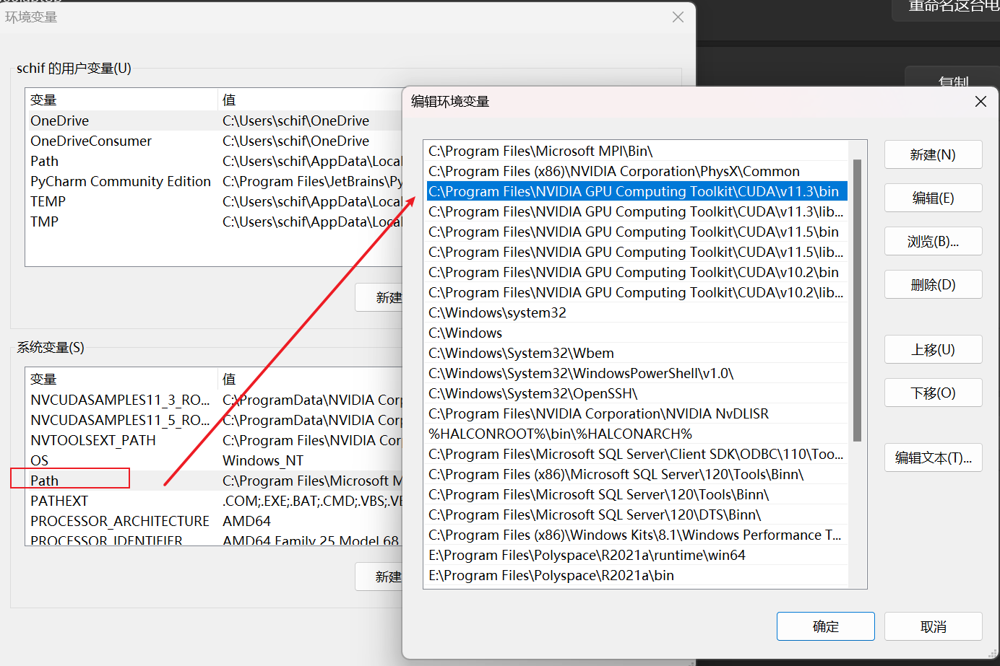 环境变量
schif 的用户变量(U)
变量 值
OneDrive C:\Users\schif\OneDrive
OneDriveConsumer C:\Users\schif\OneDrive
Path C:\Users\schif\AppData\Local
PyCharm Community Edition C:\Program Files\JetBrains\Py
TEMP C:\Users\schif\AppData\Local
TMP C:\Users\schif\AppData\Local
新建
系统变量(S)
变量 值
NVCUDASAMPLES11_3_RO... C:\ProgramData\NVIDIA Corp
NVCUDASAMPLES11_5_RO... C:\ProgramData\NVIDIA Corp
NVTOOLSEXT_PATH C:\Program Files\NVIDIA Cor
OS Windows_NT
Path C:\Program Files\Microsoft M
PATHEXT .COM;.EXE;.BAT;.CMD;.VBS;.VB
PROCESSOR_ARCHITECTURE AMD64
PROCESSOR_IDENTIFIER AMD64 Family 25 Model 68
新建
重命名这台电
复制
编辑环境变量
C:\Program Files\Microsoft MPI\Bin\
C:\Program Files (x86)\NVIDIA Corporation\PhysX\Common
C:\Program Files\NVIDIA GPU Computing Toolkit\CUDA\v11.3\bin
C:\Program Files\NVIDIA GPU Computing Toolkit\CUDA\v11.3\lib...
C:\Program Files\NVIDIA GPU Computing Toolkit\CUDA\v11.5\bin
C:\Program Files\NVIDIA GPU Computing Toolkit\CUDA\v11.5\lib...
C:\Program Files\NVIDIA GPU Computing Toolkit\CUDA\v10.2\bin
C:\Program Files\NVIDIA GPU Computing Toolkit\CUDA\v10.2\lib...
C:\Windows\system32
C:\Windows
C:\Windows\System32\Wbem
C:\Windows\System32\WindowsPowerShell\v1.0\
C:\Windows\System32\OpenSSH\
C:\Program Files\NVIDIA Corporation\NVIDIA NvDLISR
%HALCONROOT%\bin\%HALCONARCH%
C:\Program Files\Microsoft SQL Server\Client SDK\ODBC\110\Too...
C:\Program Files (x86)\Microsoft SQL Server\120\Tools\Binn\
C:\Program Files\Microsoft SQL Server\120\Tools\Binn\
C:\Program Files\Microsoft SQL Server\120\DTS\Binn\
C:\Program Files (x86)\Windows Kits\8.1\Windows Performance T...
E:\Program Files\Polyspace\R2021a\runtime\win64
E:\Program Files\Polyspace\R2021a\bin
新建(N)
编辑(E)
浏览(B)...
删除(D)
上移(U)
下移(O)
编辑文本(T)...
确定
取消